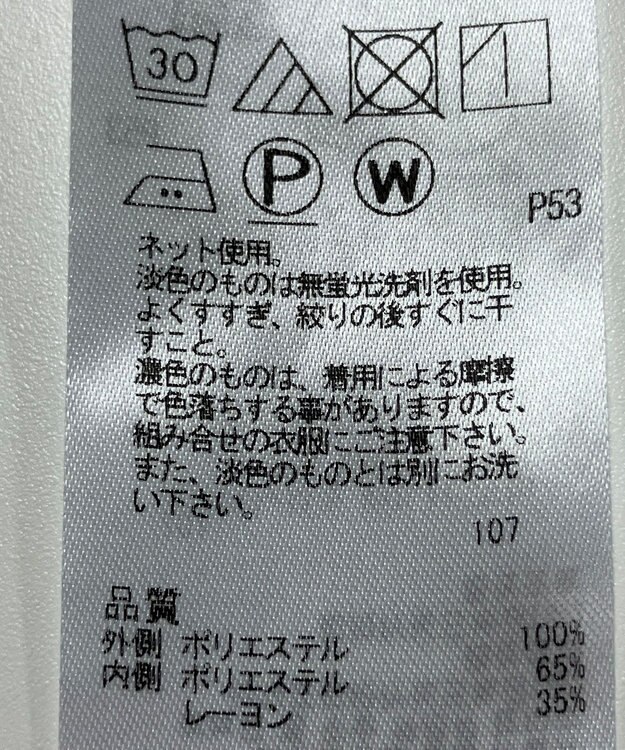 30
P W
P53
ネット使用。
淡色のものは無蛍光洗剤を使用。
よくすすぎ、絞りの後すぐに干
すこと。
濃色のものは、着用による摩擦
で色落ちする事がありますので、
組み合せの衣服にご注意下さい。
また、淡色のものとは別にお洗
い下さい。
107
品質
外側 ポリエステル 100%
内側 ポリエステル 65%
レーヨン 35%